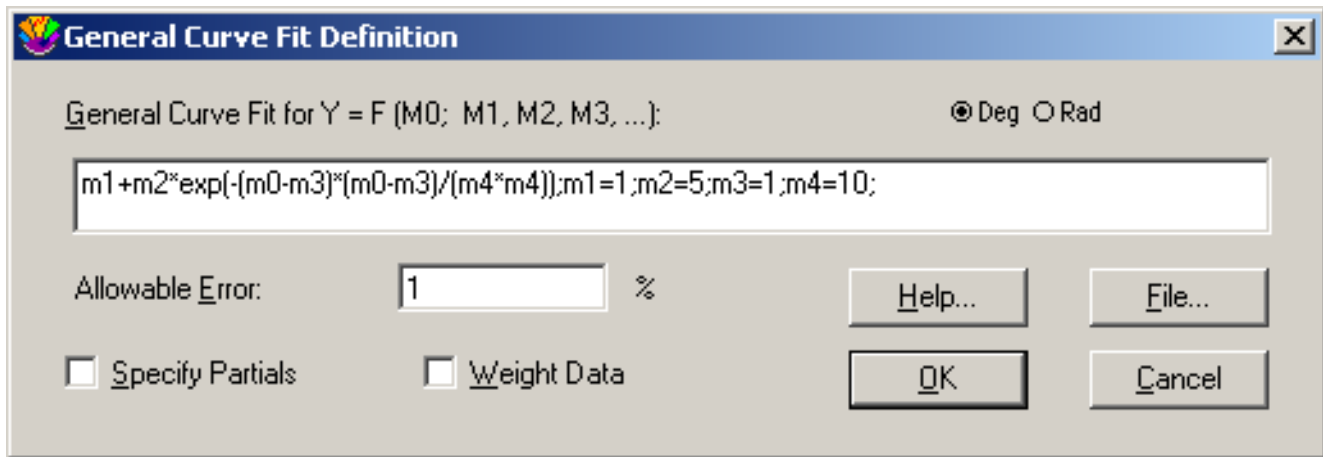 General Curve Fit Definition
General Curve Fit for Y = F (M0; M1, M2, M3, ...): Deg Rad
m1+m2*exp(-(m0-m3)*(m0-m3)/(m4*m4));m1=1;m2=5;m3=1;m4=10;
Allowable Error: 1 % Help... File...
Specify Partials Weight Data OK Cancel